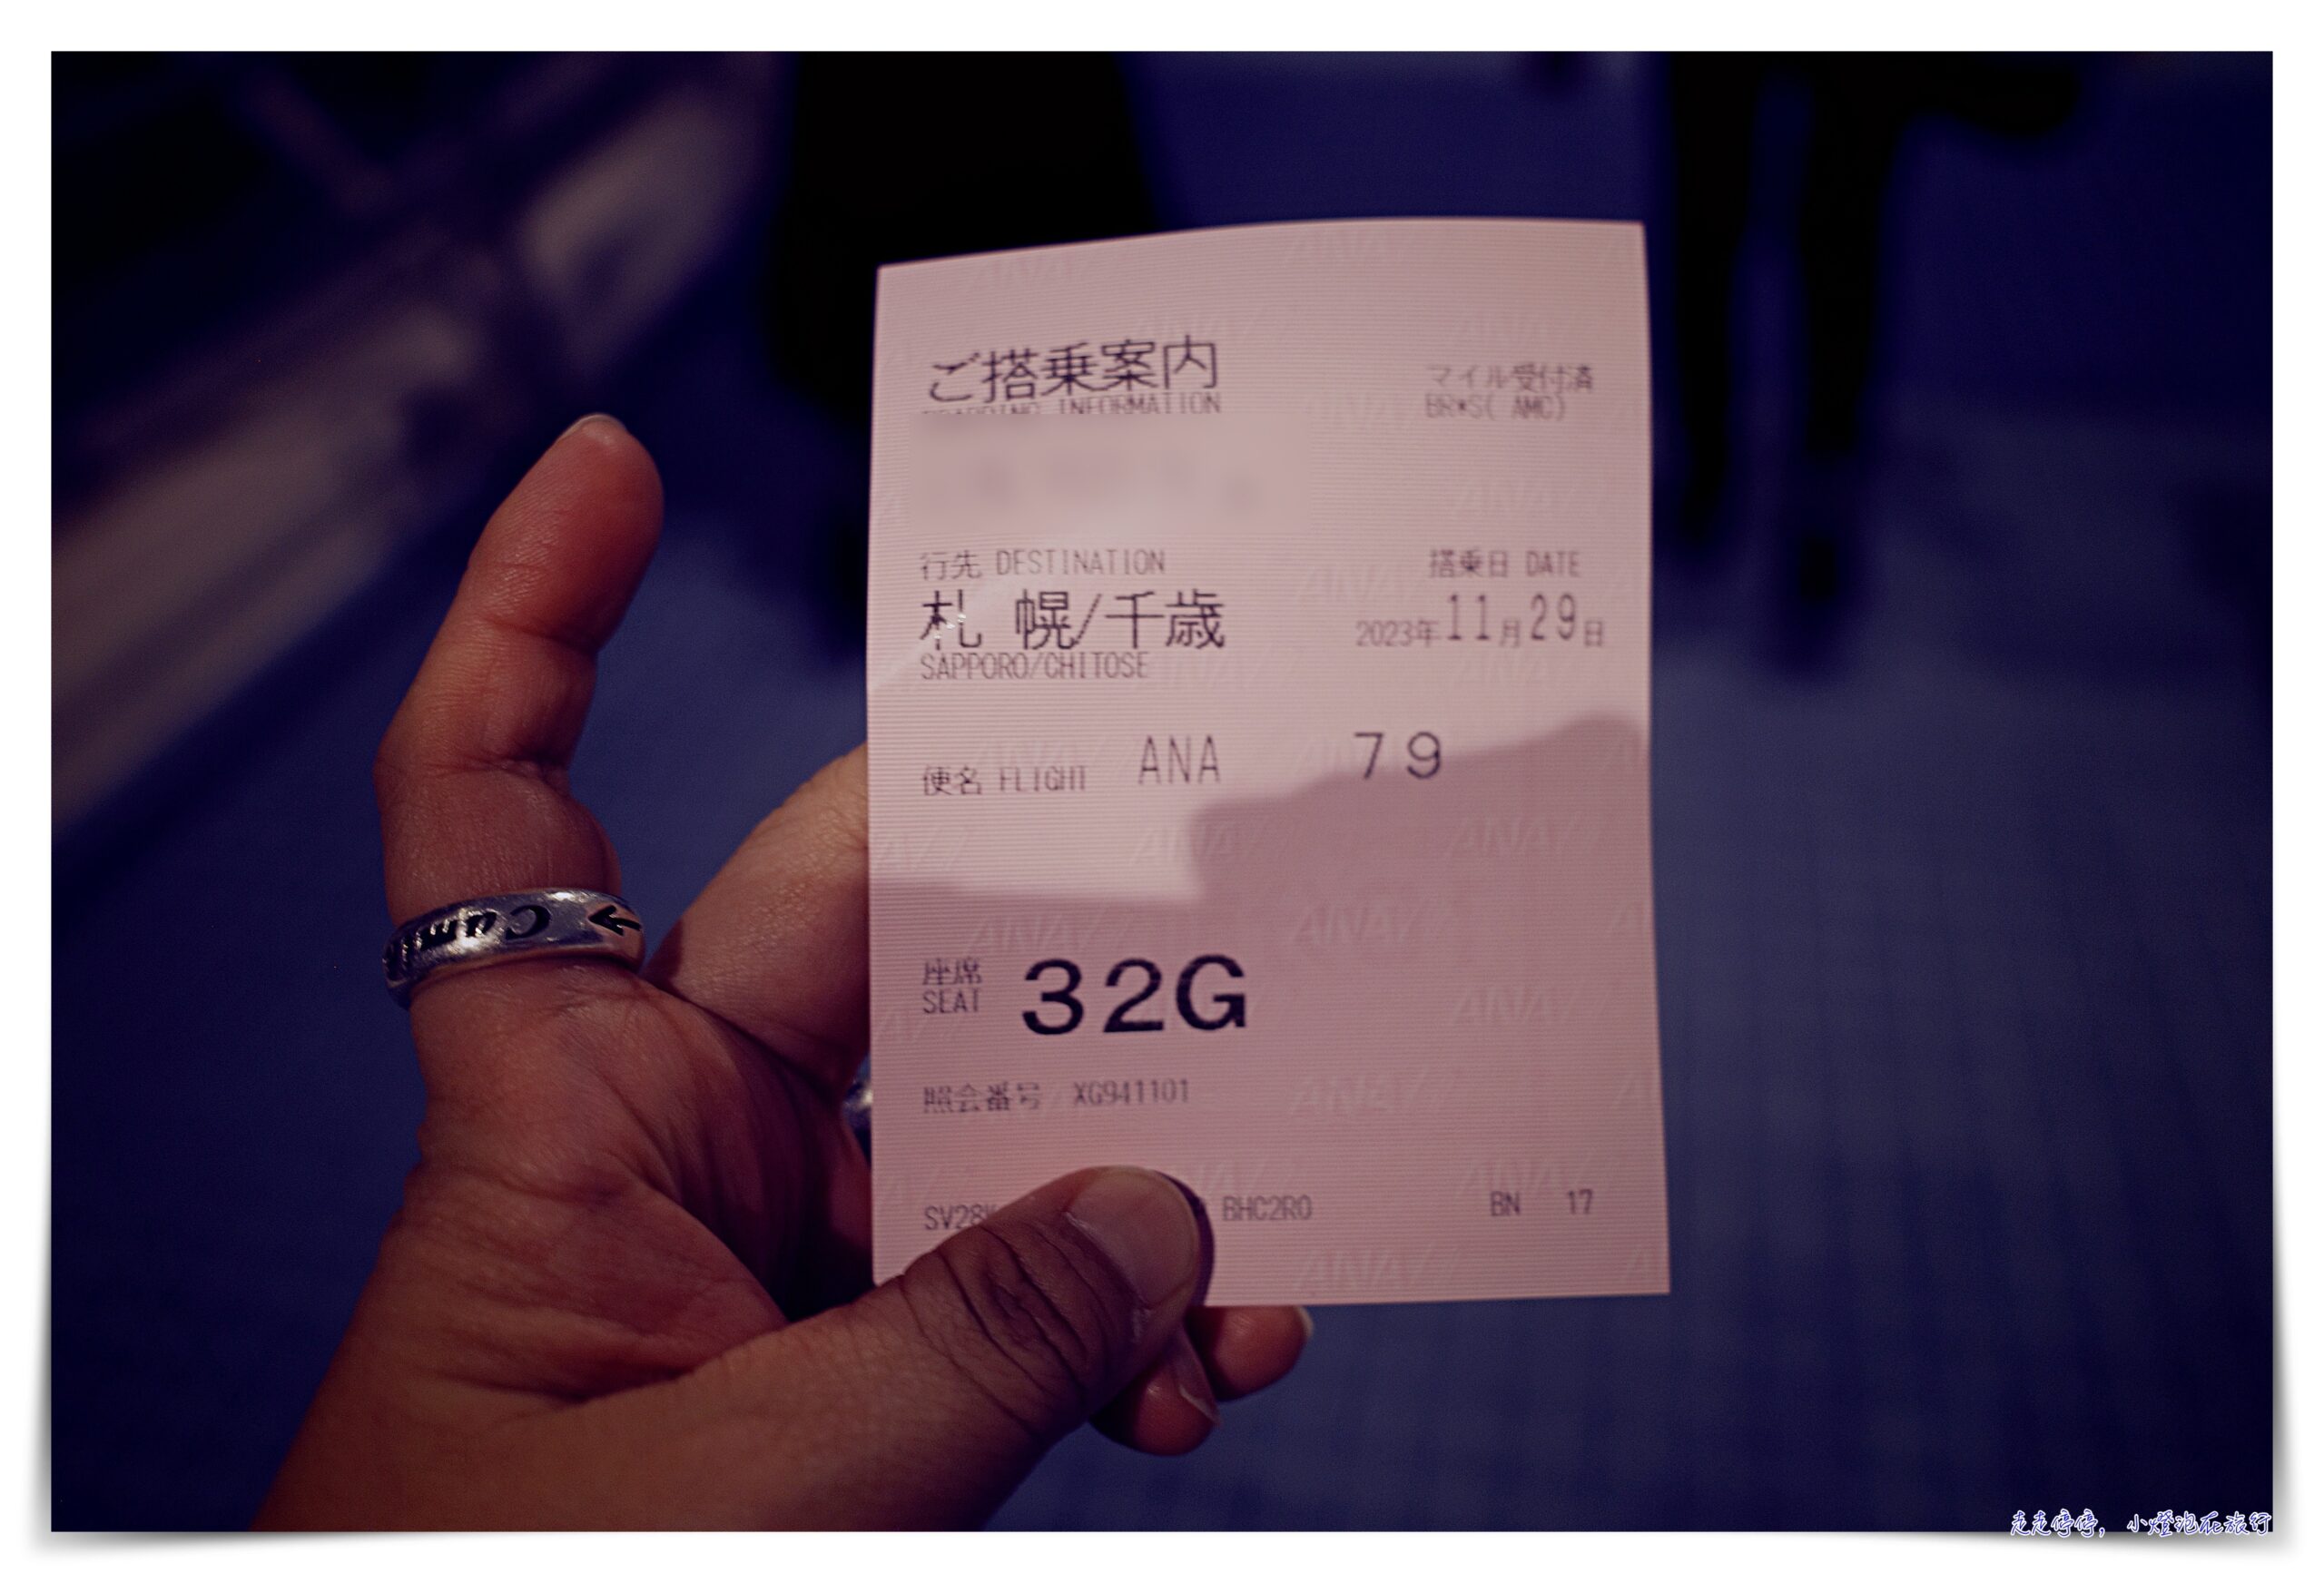 ご搭乗案内
BOARDING INFORMATION
マイル受付済
BR*S( AMC)
行先 DESTINATION
札 幌/千歳
SAPPORO/CHITOSE
搭乗日 DATE
2023年11月29日
便名 FLIGHT ANA 79
座席
SEAT
32G
照会番号 XG941101
SV28 BHC2RO BN 17
走走停停，小燈泡在旅行